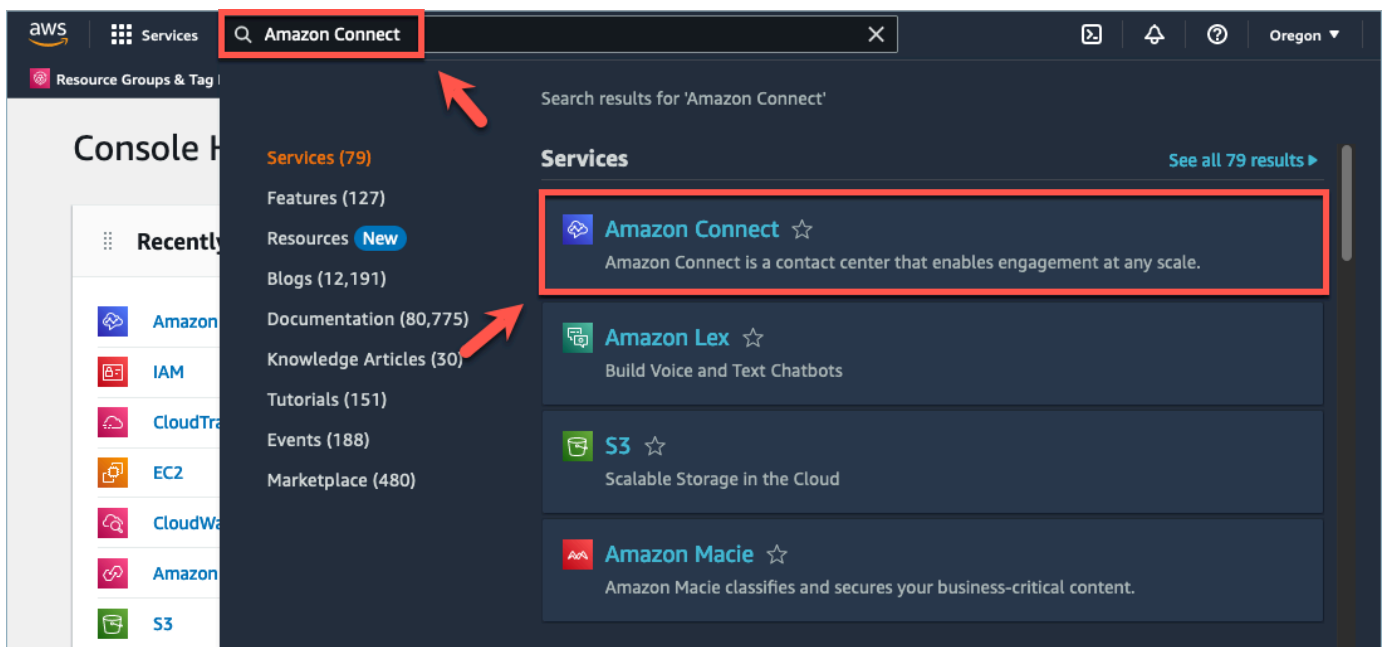 aws
Services
Amazon Connect
Oregon
Resource Groups & Tag
Search results for 'Amazon Connect'
Console H
Services (79)
Features (127)
Resources New
Blogs (12,191)
Documentation (80,775)
Knowledge Articles (30)
Tutorials (151)
Events (188)
Marketplace (480)
Recently
Amazon
IAM
CloudTra
EC2
CloudWa
Amazon
S3
Services
See all 79 results
Amazon Connect
Amazon Connect is a contact center that enables engagement at any scale.
Amazon Lex
Build Voice and Text Chatbots
S3
Scalable Storage in the Cloud
Amazon Macie
Amazon Macie classifies and secures your business-critical content.